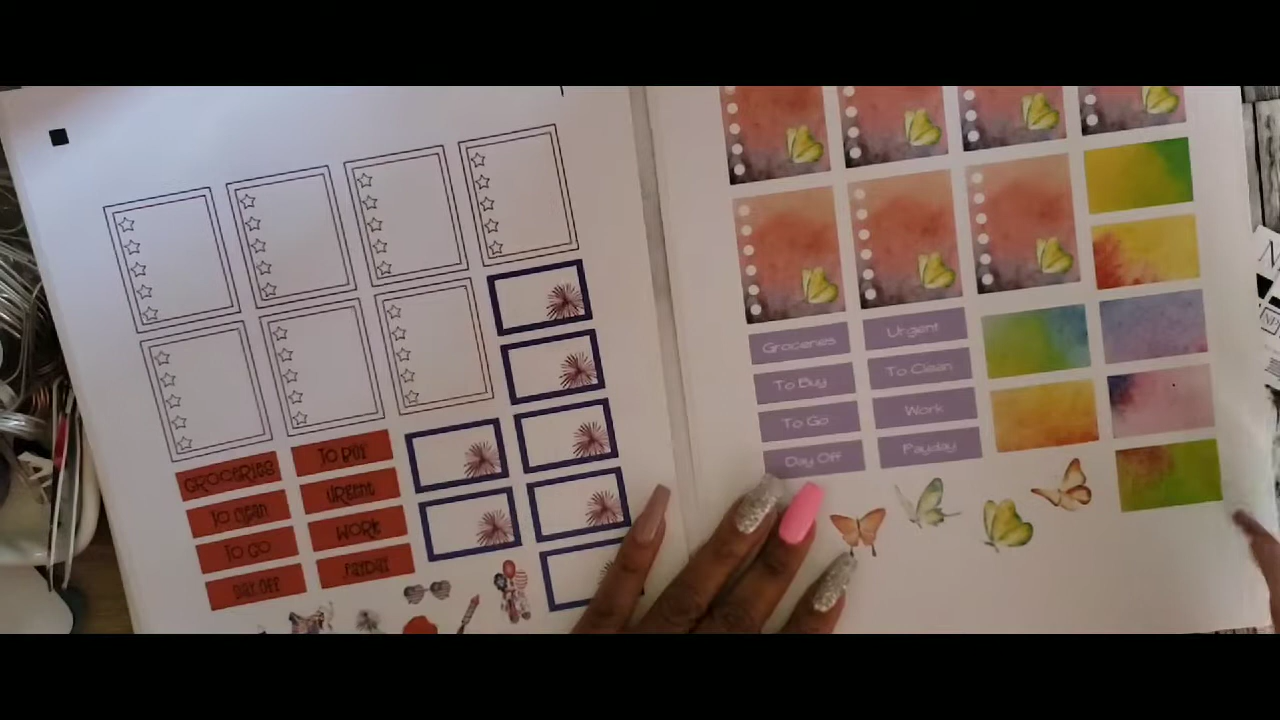 GROCERIES
TO BUY
TO CLEAN
URGENT
TO GO
WORK
DAY OFF
PAYDAY
Groceries
Urgent
To Buy
To Clean
To Go
Work
Day Off
Payday